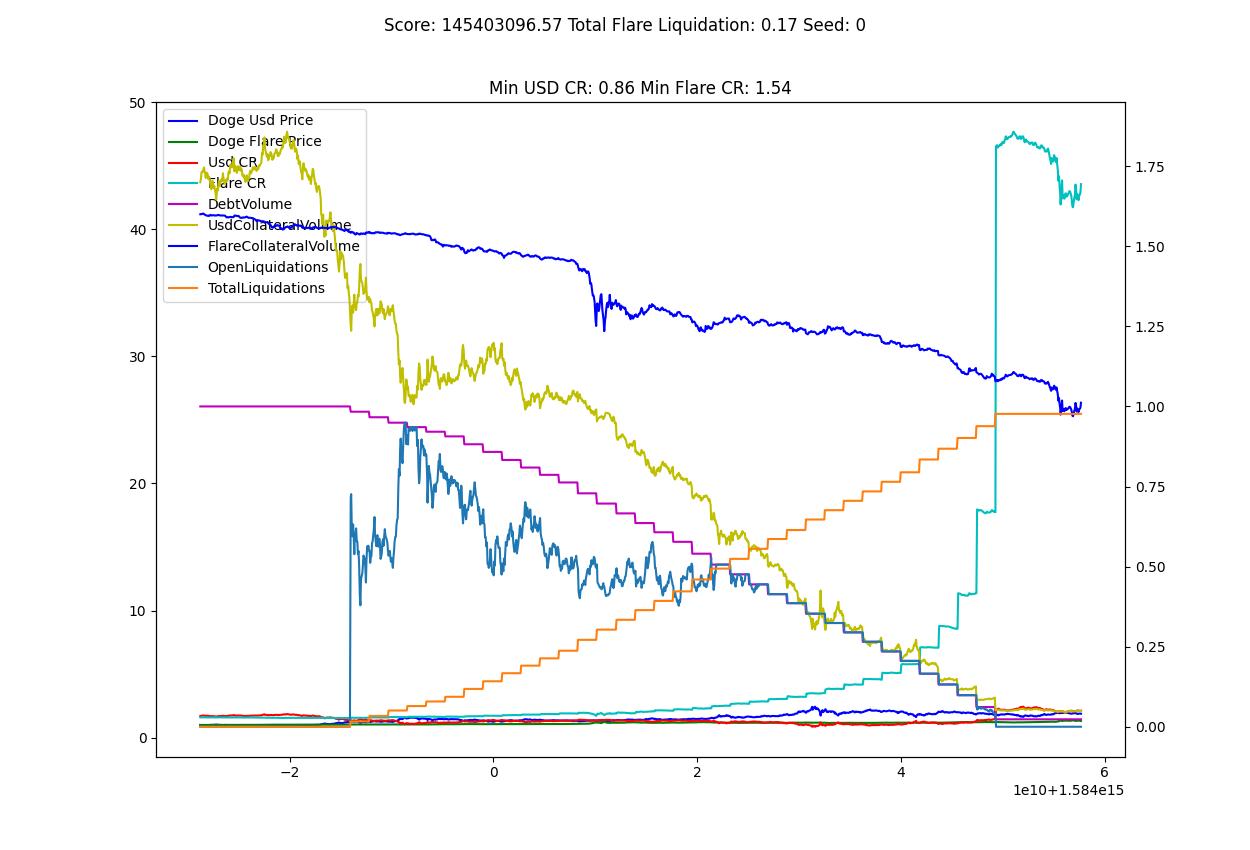 Score: 145403096.57 Total Flare Liquidation: 0.17 Seed: 0
Min USD CR: 0.86 Min Flare CR: 1.54
Doge Usd Price
Doge Flare Price
Usd CR
Flare CR
DebtVolume
UsdCollateralVolume
FlareCollateralVolume
OpenLiquidations
TotalLiquidations
50
40
30
20
10
0
1.75
1.50
1.25
1.00
0.75
0.50
0.25
0.00
−2
0
2
4
6
1e10+1.584e15